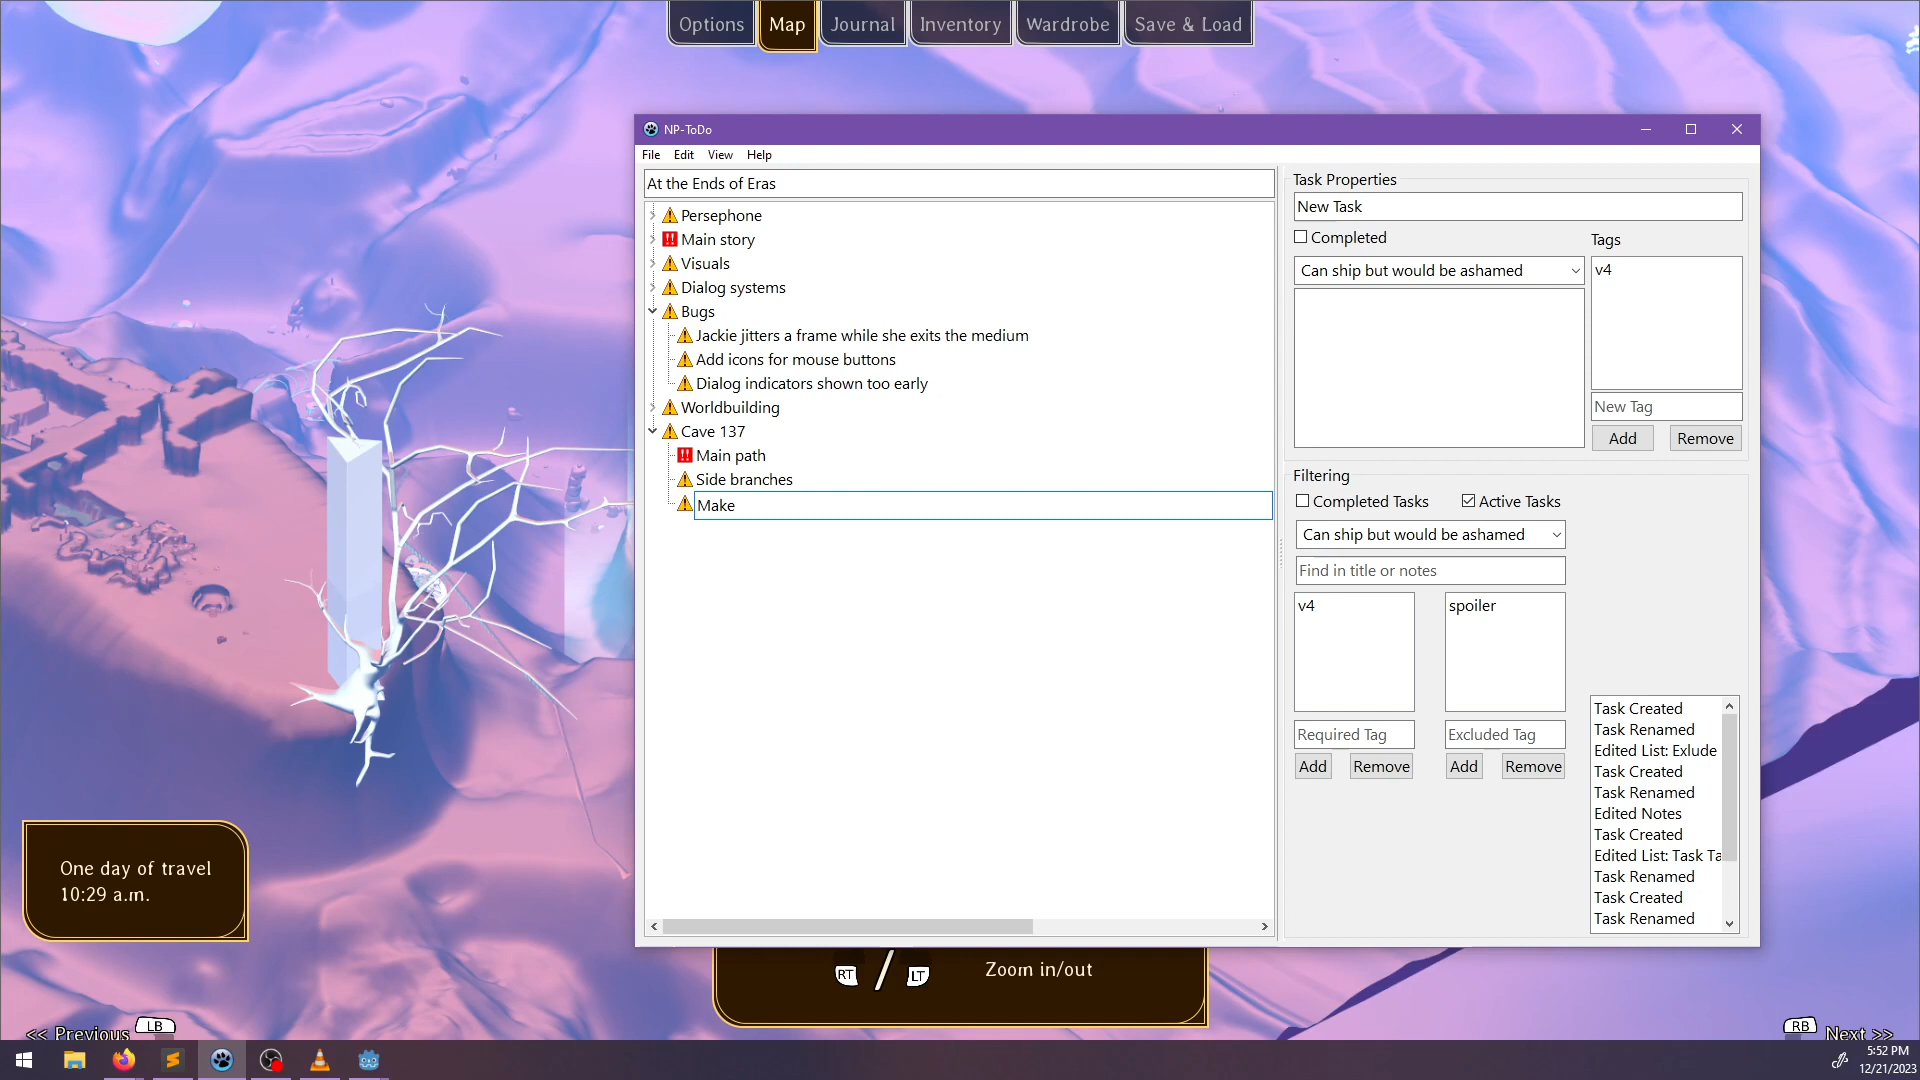 Options
Map
Journal
Inventory
Wardrobe
Save & Load
NP-ToDo
File Edit View Help
At the Ends of Eras
Persephone
Main story
Visuals
Dialog systems
Bugs
Jackie jitters a frame while she exits the medium
Add icons for mouse buttons
Dialog indicators shown too early
Worldbuilding
Cave 137
Main path
Side branches
Make
Task Properties
New Task
Completed
Tags
Can ship but would be ashamed
v4
New Tag
Add
Remove
Filtering
Completed Tasks
Active Tasks
Can ship but would be ashamed
Find in title or notes
v4
spoiler
Required Tag
Excluded Tag
Add
Remove
Add
Remove
Task Created
Task Renamed
Edited List: Exlude
Task Created
Task Renamed
Edited Notes
Task Created
Edited List: Task Ta
Task Renamed
Task Created
Task Renamed
One day of travel
10:29 a.m.
RT / LT
Zoom in/out
<< Previous
LB
RB
Next >>
5:52 PM
12/21/2023